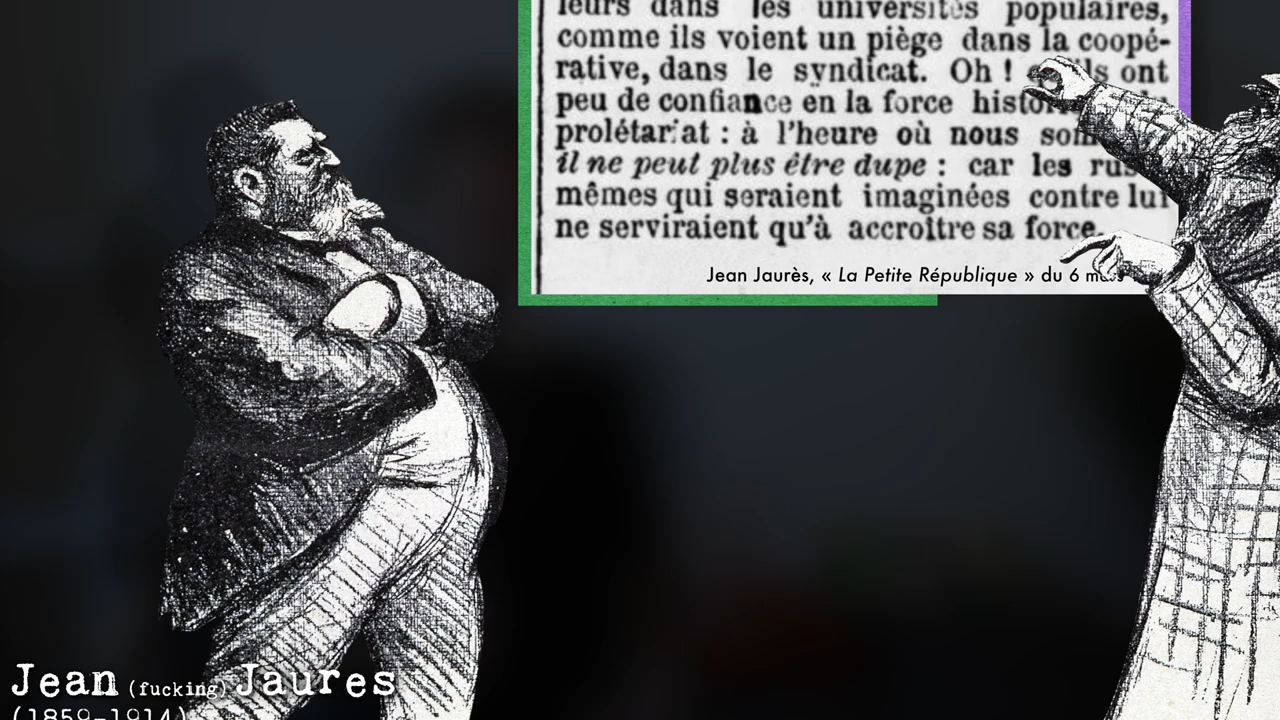 leurs dans les universités populaires,
comme ils voient un piège dans la coopé-
rative, dans le syndicat. Oh ! ont
peu de confiance en la force
prolétariat : à l'heure où nous
il ne peut plus être dupe : car les
mêmes qui seraient imaginées contre lui
ne serviraient qu'à accroître sa force.
Jean Jaurès, « La Petite République » du 6
Jean (fucking) Jaures
(1859-1914)